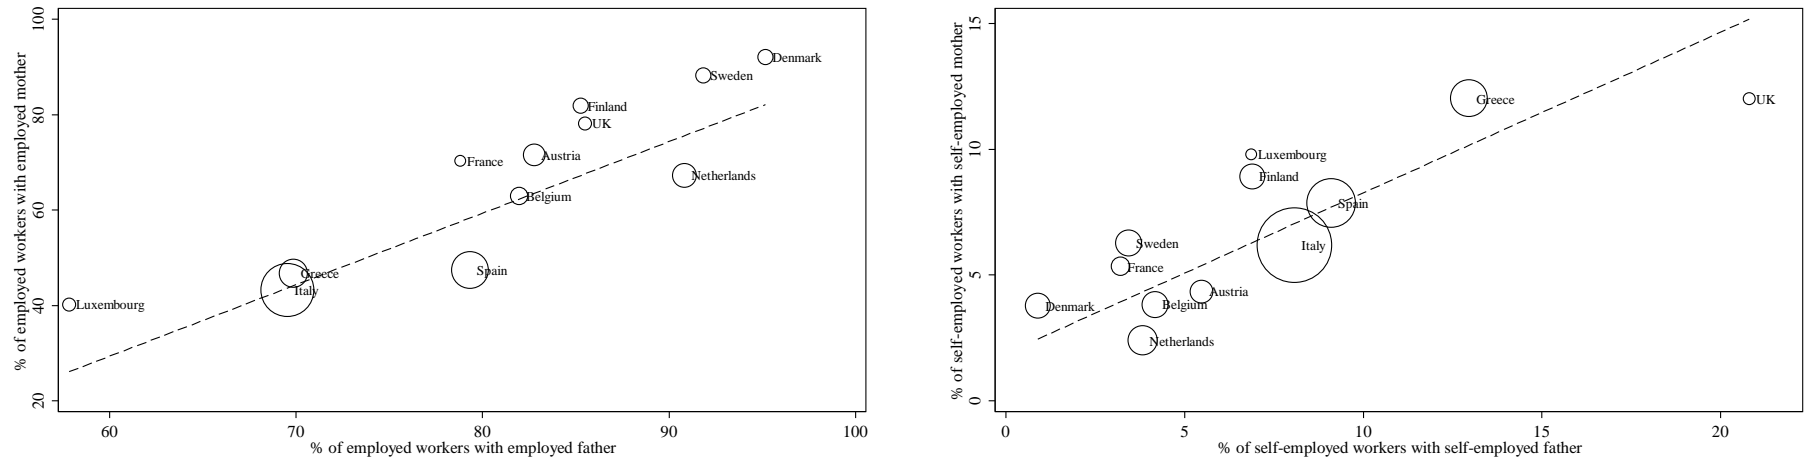 % of employed workers with employed mother
100
80
60
40
20
Denmark
Sweden
Finland
UK
Austria
France
Netherlands
Belgium
Greece
Spain
Italy
Luxembourg
60 70 80 90 100
% of employed workers with employed father
% of self-employed workers with self-employed mother
15
10
5
0
Greece
UK
Luxembourg
Finland
Spain
Sweden
Italy
France
Austria
Denmark
Belgium
Netherlands
0 5 10 15 20
% of self-employed workers with self-employed father